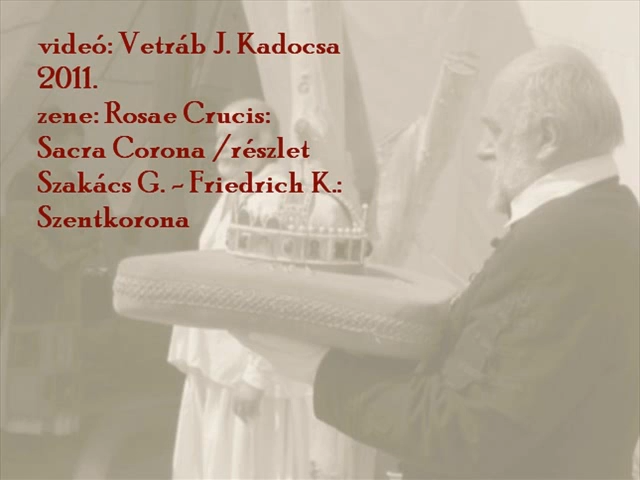 videó: Vetráb J. Kadocsa
2011.
zene: Rosae Crucis:
Sacra Corona /részlet
Szakács G. - Friedrich K.:
Szentkorona